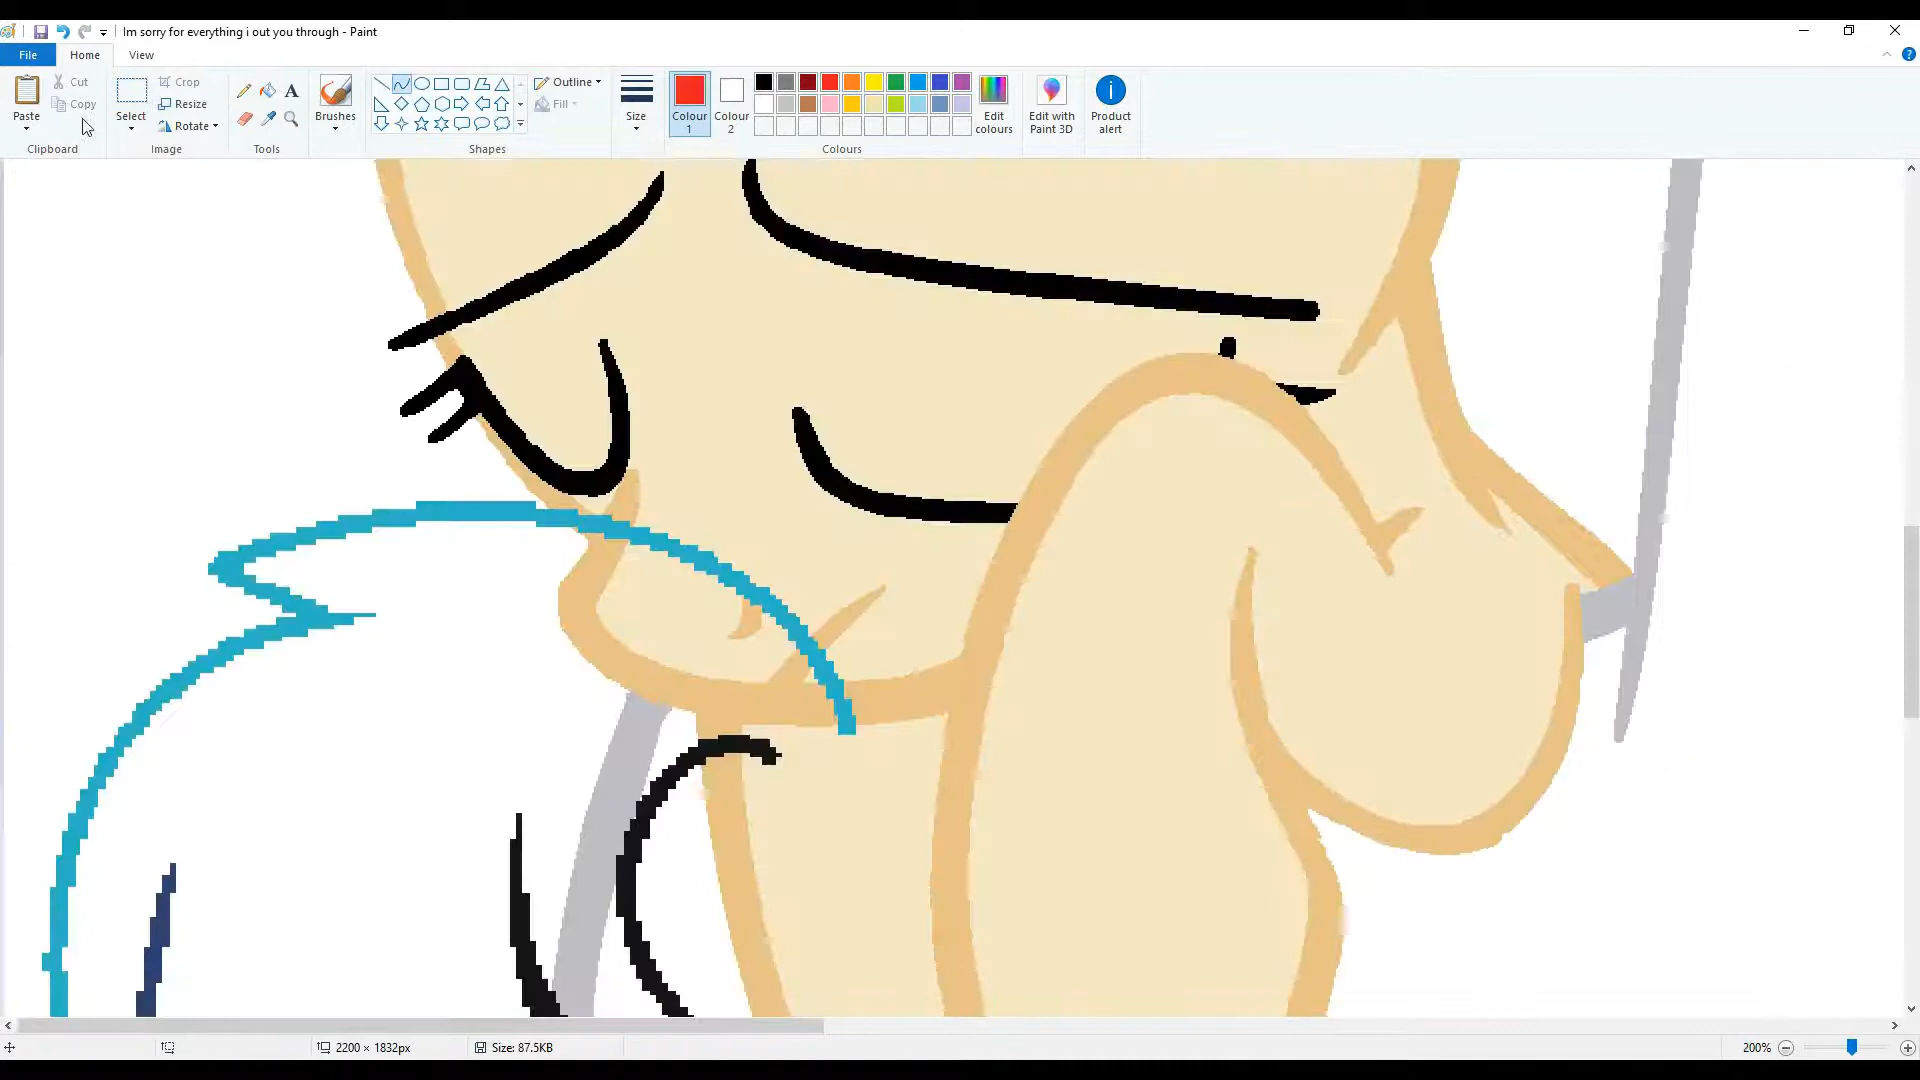 Im sorry for everything i out you through - Paint
File Home View
Paste Cut Copy Select Crop Resize Rotate A Brushes Outline Fill Size Colour 1 Colour 2 Edit colours Edit with Paint 3D Product alert
Clipboard Image Tools Shapes Colours
2200 × 1832px Size: 87.5KB 200%